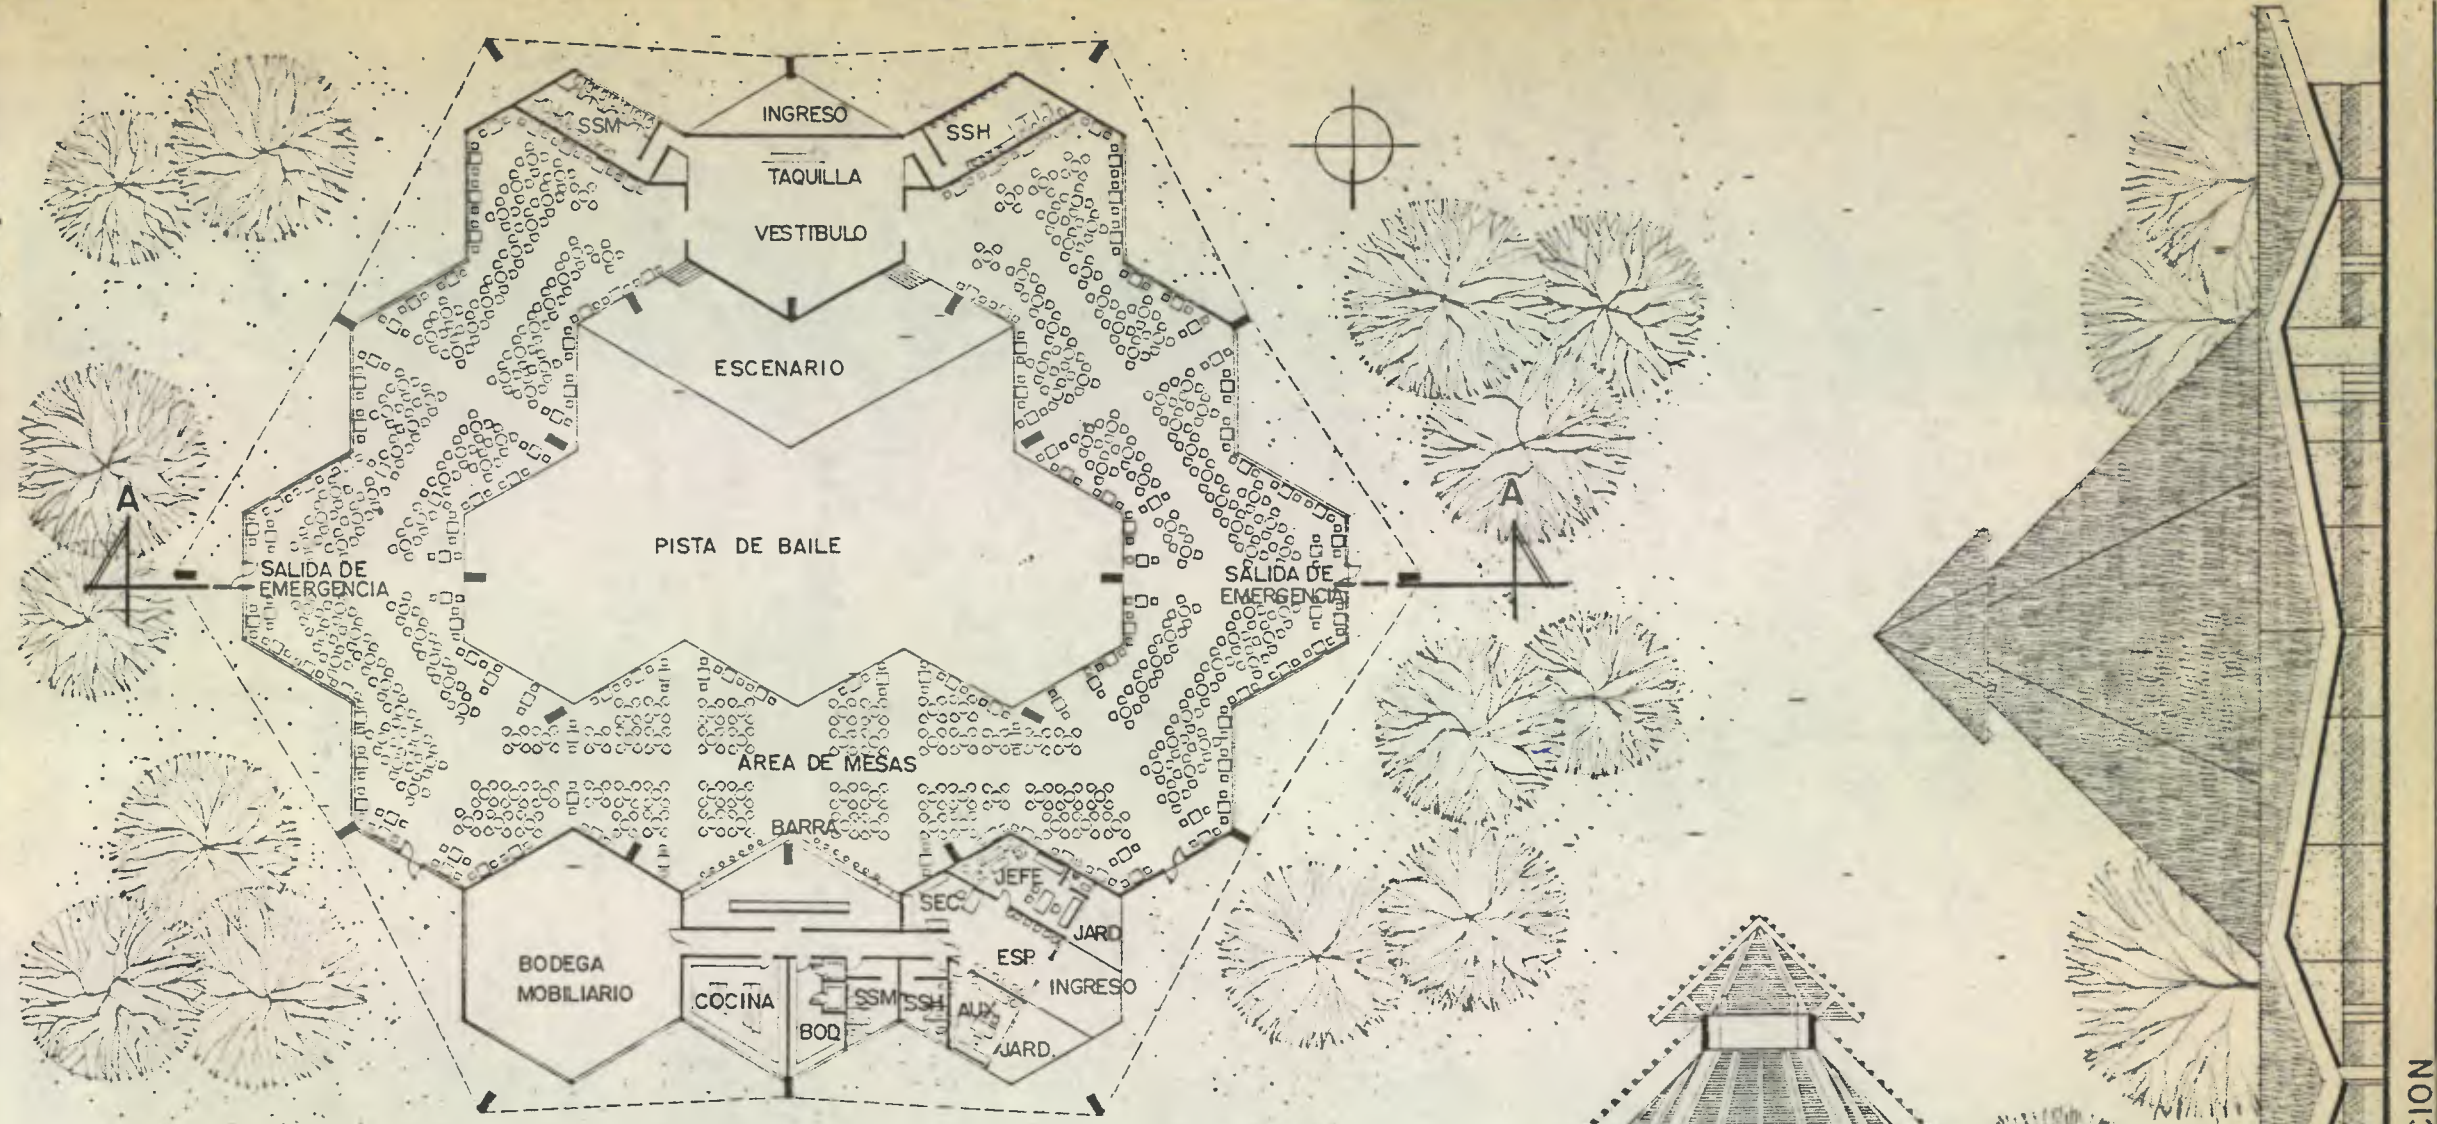 INGRESO
SSM
SSH
TAQUILLA
VESTIBULO
ESCENARIO
A
A
PISTA DE BAILE
SALIDA DE
EMERGENCIA
SALIDA DE
EMERGENCIA
AREA DE MESAS
BARRA
JEFE
SEC.
JARD
ESP.
INGRESO
BODEGA
MOBILIARIO
COCINA
SSM
SSH
AUX.
BOD.
JARD.
CION